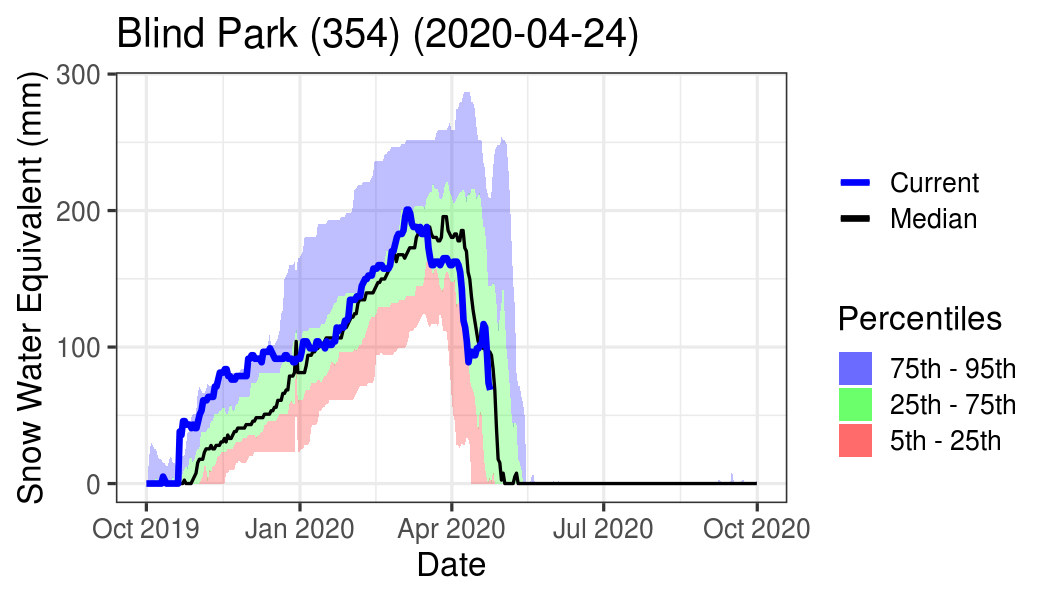 Blind Park (354) (2020-04-24)
Snow Water Equivalent (mm)
300
200
100
0
Oct 2019
Jan 2020
Apr 2020
Jul 2020
Oct 2020
Date
Current
Median
Percentiles
75th - 95th
25th - 75th
5th - 25th